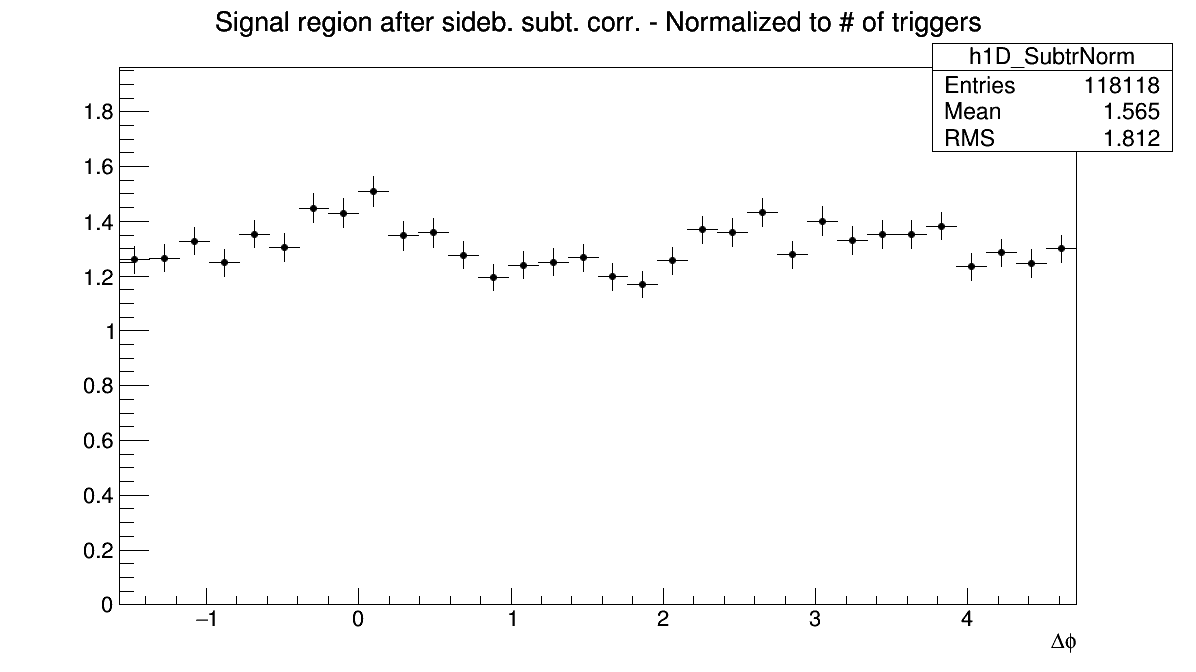 Signal region after sideb. subt. corr. - Normalized to # of triggers
h1D_SubtrNorm
Entries 118118
Mean 1.565
RMS 1.812
1.8
1.6
1.4
1.2
1
0.8
0.6
0.4
0.2
0
−1 0 1 2 3 4
Δϕ